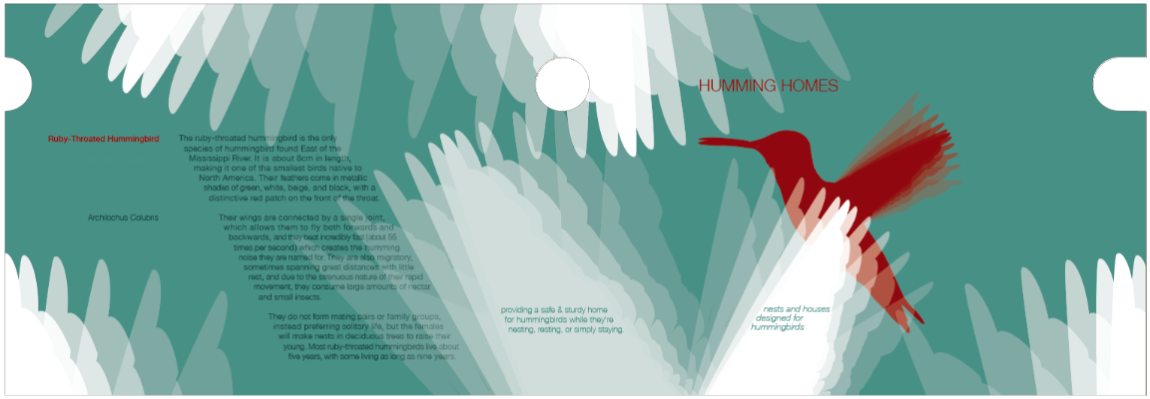 HUMMING HOMES
Ruby-Throated Hummingbird
The ruby-throated hummingbird is the only
species of hummingbird found East of the
Mississippi River. It is about 8cm in length,
making it one of the smallest birds native to
North America. Their feathers come in metallic
shades of green, white, beige, and black, with a
distinctive red patch on the front of the throat.
Archilochus Colubris
Their wings are connected by a single joint,
which allows them to fly both forwards and
backwards, and they beat incredibly fast (about 55
times per second) which creates the humming
noise they are named for. They are also migratory,
sometimes spanning great distances with little
rest, and due to the strenuous nature of their rapid
movement, they consume large amounts of nectar
and small insects.
They do not form mating pairs or family groups,
instead preferring solitary life, but the females
will make nests in deciduous trees to raise their
young. Most ruby-throated hummingbirds live about
five years, with some living as long as nine years.
providing a safe & sturdy home
for hummingbirds while they're
nesting, resting, or simply staying.
nests and houses
designed for
hummingbirds